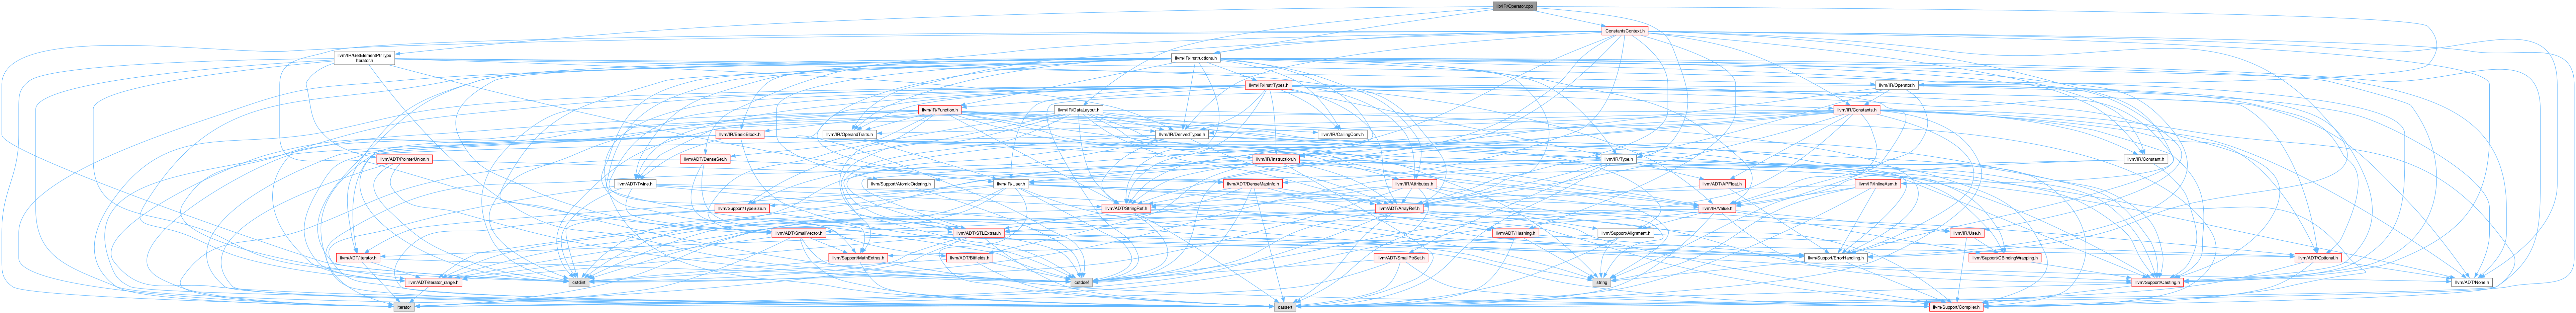 lib/IR/Operator.cpp
ConstantsContext.h
llvm/IR/GetElementPtrType
Iterator.h
llvm/IR/Instructions.h
llvm/IR/InstrTypes.h
llvm/IR/Operator.h
llvm/IR/Function.h
llvm/IR/DataLayout.h
llvm/IR/Constants.h
llvm/IR/BasicBlock.h
llvm/IR/OperandTraits.h
llvm/IR/DerivedTypes.h
llvm/IR/CallingConv.h
llvm/ADT/PointerUnion.h
llvm/ADT/DenseSet.h
llvm/IR/Instruction.h
llvm/IR/Type.h
llvm/IR/Constant.h
llvm/ADT/Twine.h
llvm/Support/AtomicOrdering.h
llvm/IR/User.h
llvm/ADT/DenseMapInfo.h
llvm/IR/Attributes.h
llvm/ADT/APFloat.h
llvm/IR/InlineAsm.h
llvm/Support/TypeSize.h
llvm/ADT/StringRef.h
llvm/ADT/ArrayRef.h
llvm/IR/Value.h
llvm/ADT/SmallVector.h
llvm/ADT/STLExtras.h
llvm/ADT/Hashing.h
llvm/Support/Alignment.h
llvm/IR/Use.h
llvm/ADT/iterator.h
llvm/Support/MathExtras.h
llvm/ADT/Bitfields.h
llvm/ADT/SmallPtrSet.h
llvm/Support/ErrorHandling.h
llvm/Support/CBindingWrapping.h
llvm/ADT/Optional.h
llvm/ADT/iterator_range.h
cstdint
cstddef
string
llvm/Support/Casting.h
llvm/ADT/None.h
iterator
cassert
llvm/Support/Compiler.h